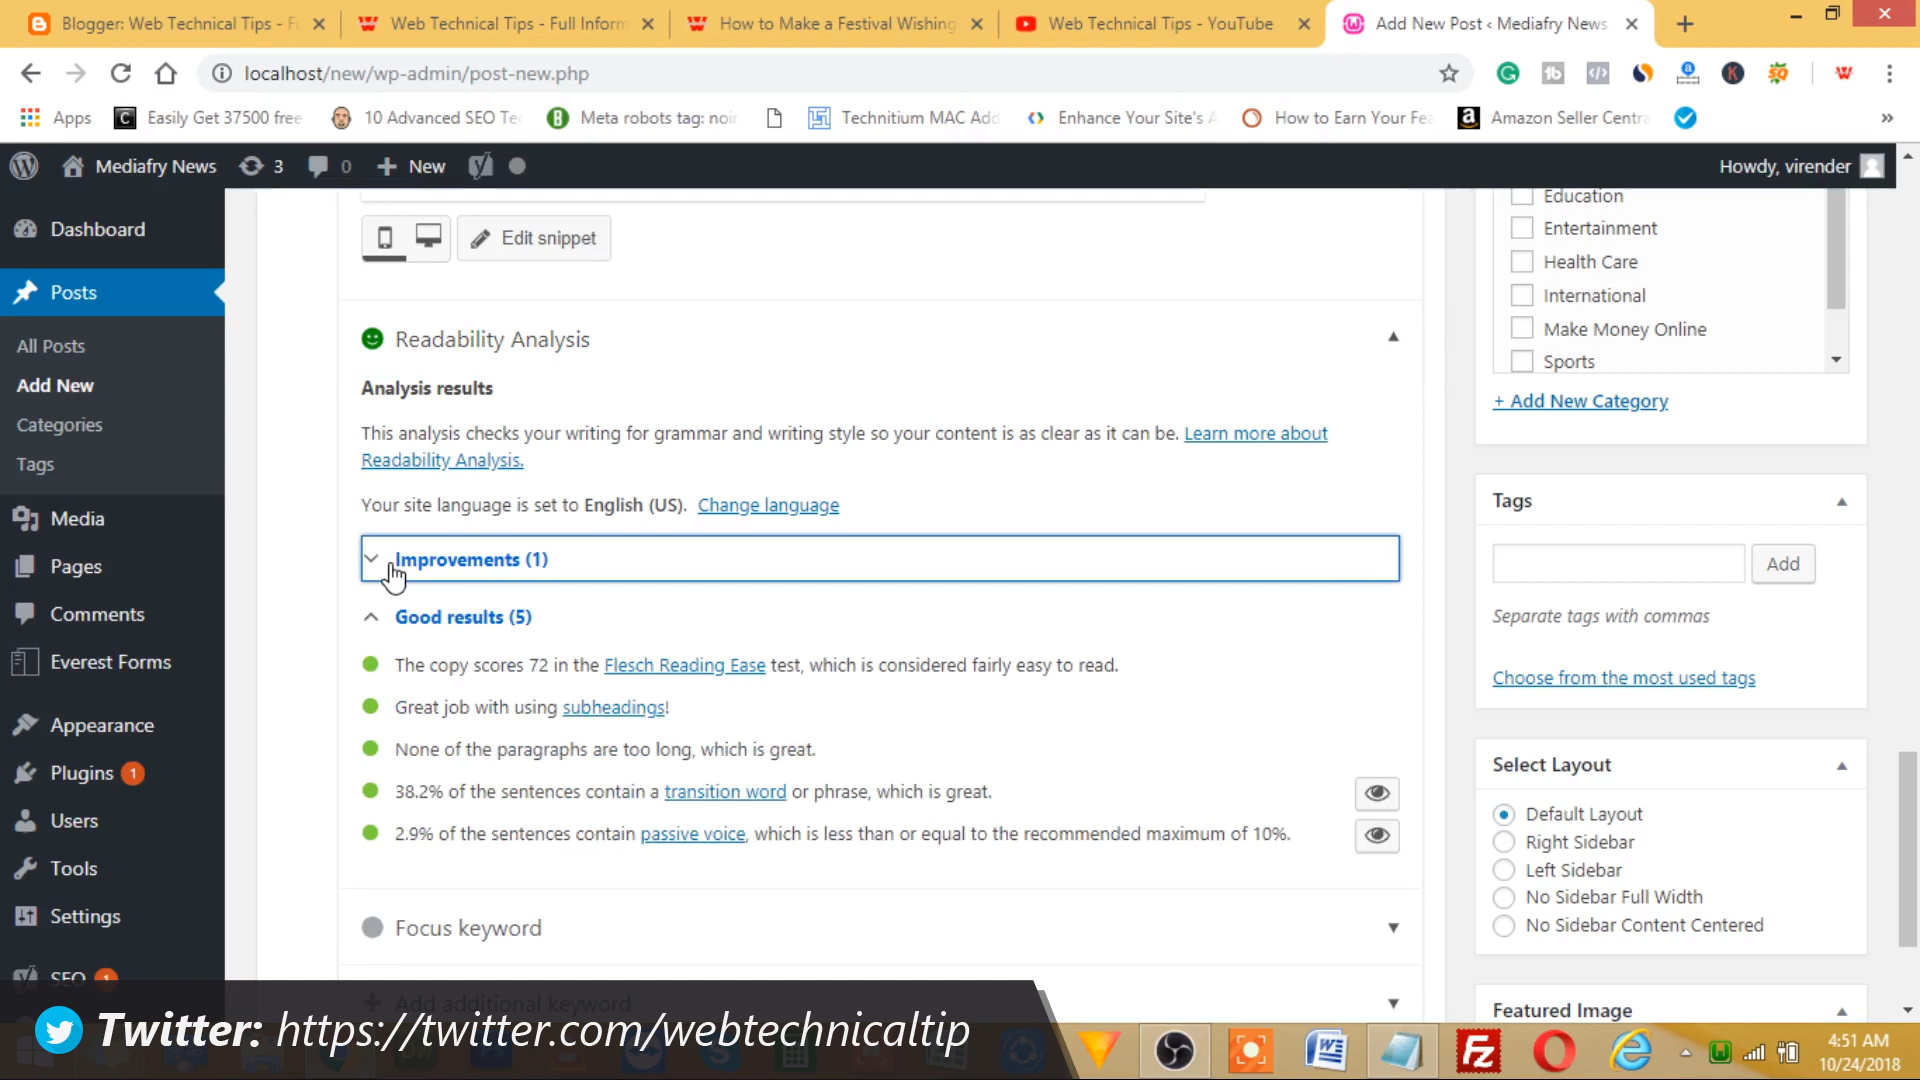 Blogger: Web Technical Tips - Fu
Web Technical Tips - Full Inform
How to Make a Festival Wishing
Web Technical Tips - YouTube
Add New Post ‹ Mediafry News
localhost/new/wp-admin/post-new.php
Apps
Easily Get 37500 free
10 Advanced SEO Te
Meta robots tag: noin
Technitium MAC Add
Enhance Your Site's A
How to Earn Your Fea
Amazon Seller Centra
Mediafry News
3
0
New
Howdy, virender
Dashboard
Posts
All Posts
Add New
Categories
Tags
Media
Pages
Comments
Everest Forms
Appearance
Plugins 1
Users
Tools
Settings
SEO 1
Edit snippet
Readability Analysis
Analysis results
This analysis checks your writing for grammar and writing style so your content is as clear as it can be. Learn more about
Readability Analysis.
Your site language is set to English (US). Change language
Improvements (1)
Good results (5)
The copy scores 72 in the Flesch Reading Ease test, which is considered fairly easy to read.
Great job with using subheadings!
None of the paragraphs are too long, which is great.
38.2% of the sentences contain a transition word or phrase, which is great.
2.9% of the sentences contain passive voice, which is less than or equal to the recommended maximum of 10%.
Focus keyword
Add additional keyword
Education
Entertainment
Health Care
International
Make Money Online
Sports
+ Add New Category
Tags
Add
Separate tags with commas
Choose from the most used tags
Select Layout
Default Layout
Right Sidebar
Left Sidebar
No Sidebar Full Width
No Sidebar Content Centered
Featured Image
Twitter: https://twitter.com/webtechnicaltip
4:51 AM
10/24/2018